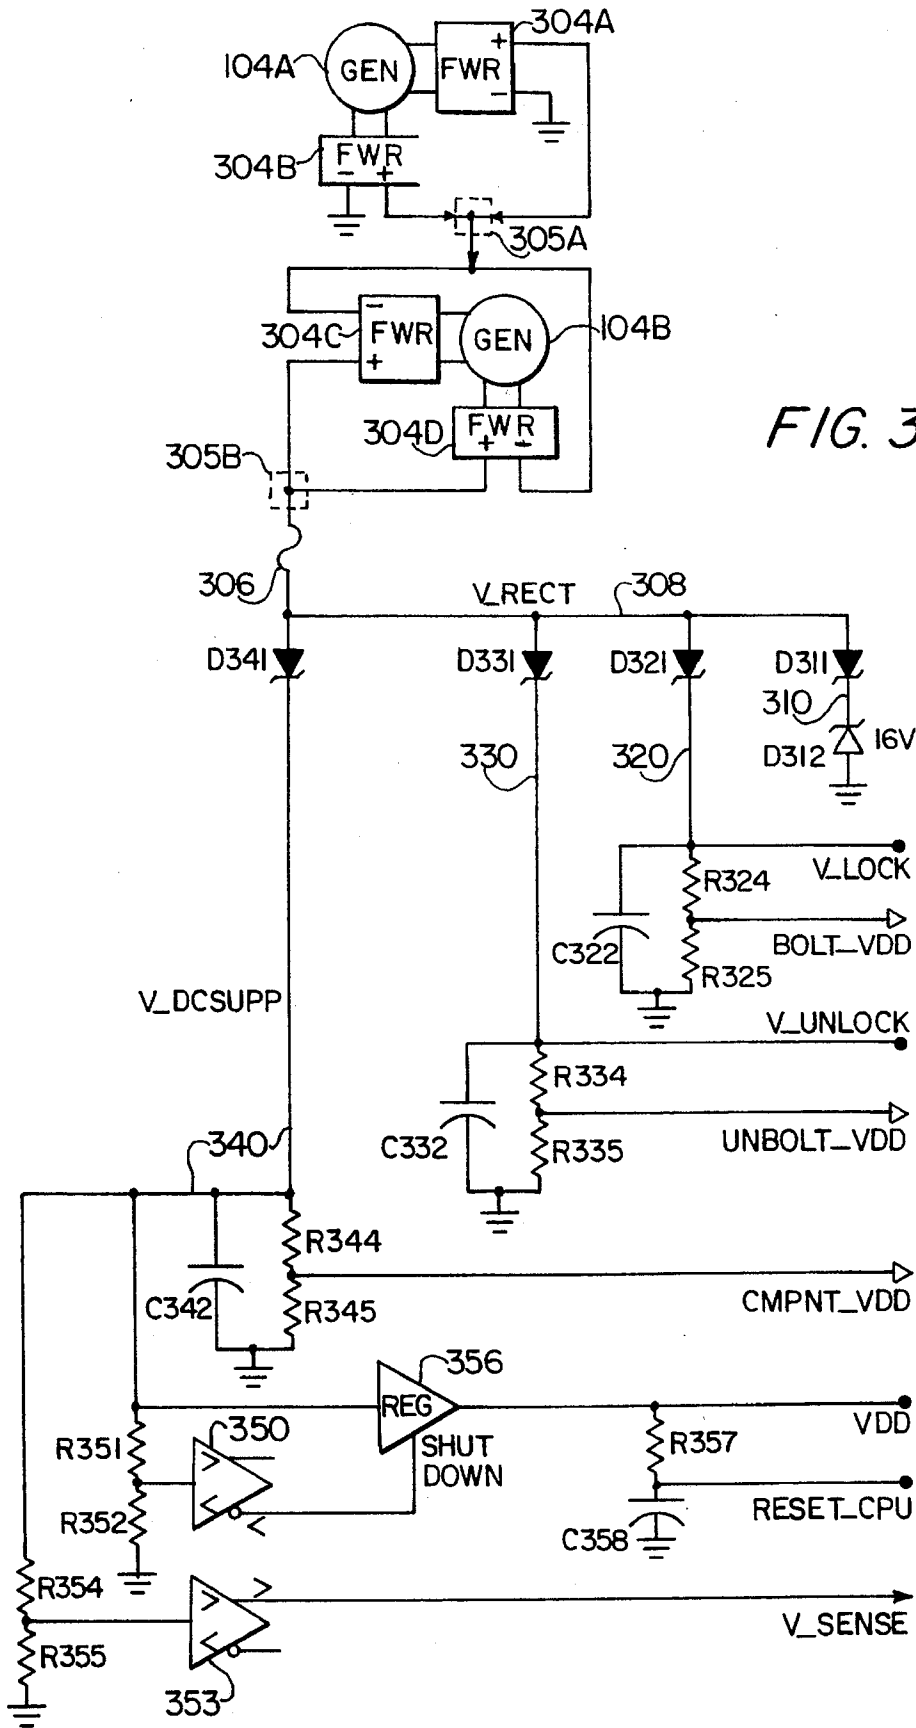 304A
104A
GEN
FWR
+
-
304B
FWR
- +
305A
304C
-
FWR
+
GEN
104B
304D
FWR
+ -
FIG. 3
305B
306
V_RECT
308
D341
D331
D321
D311
310
330
320
D312
16V
V_LOCK
R324
C322
BOLT_VDD
R325
V_DCSUPP
V_UNLOCK
R334
C332
R335
UNBOLT_VDD
340
R344
C342
R345
CMPNT_VDD
356
REG
VDD
350
R351
SHUT
DOWN
R357
>
<
<
R352
RESET_CPU
C358
R354
>
>
V_SENSE
R355
<
353